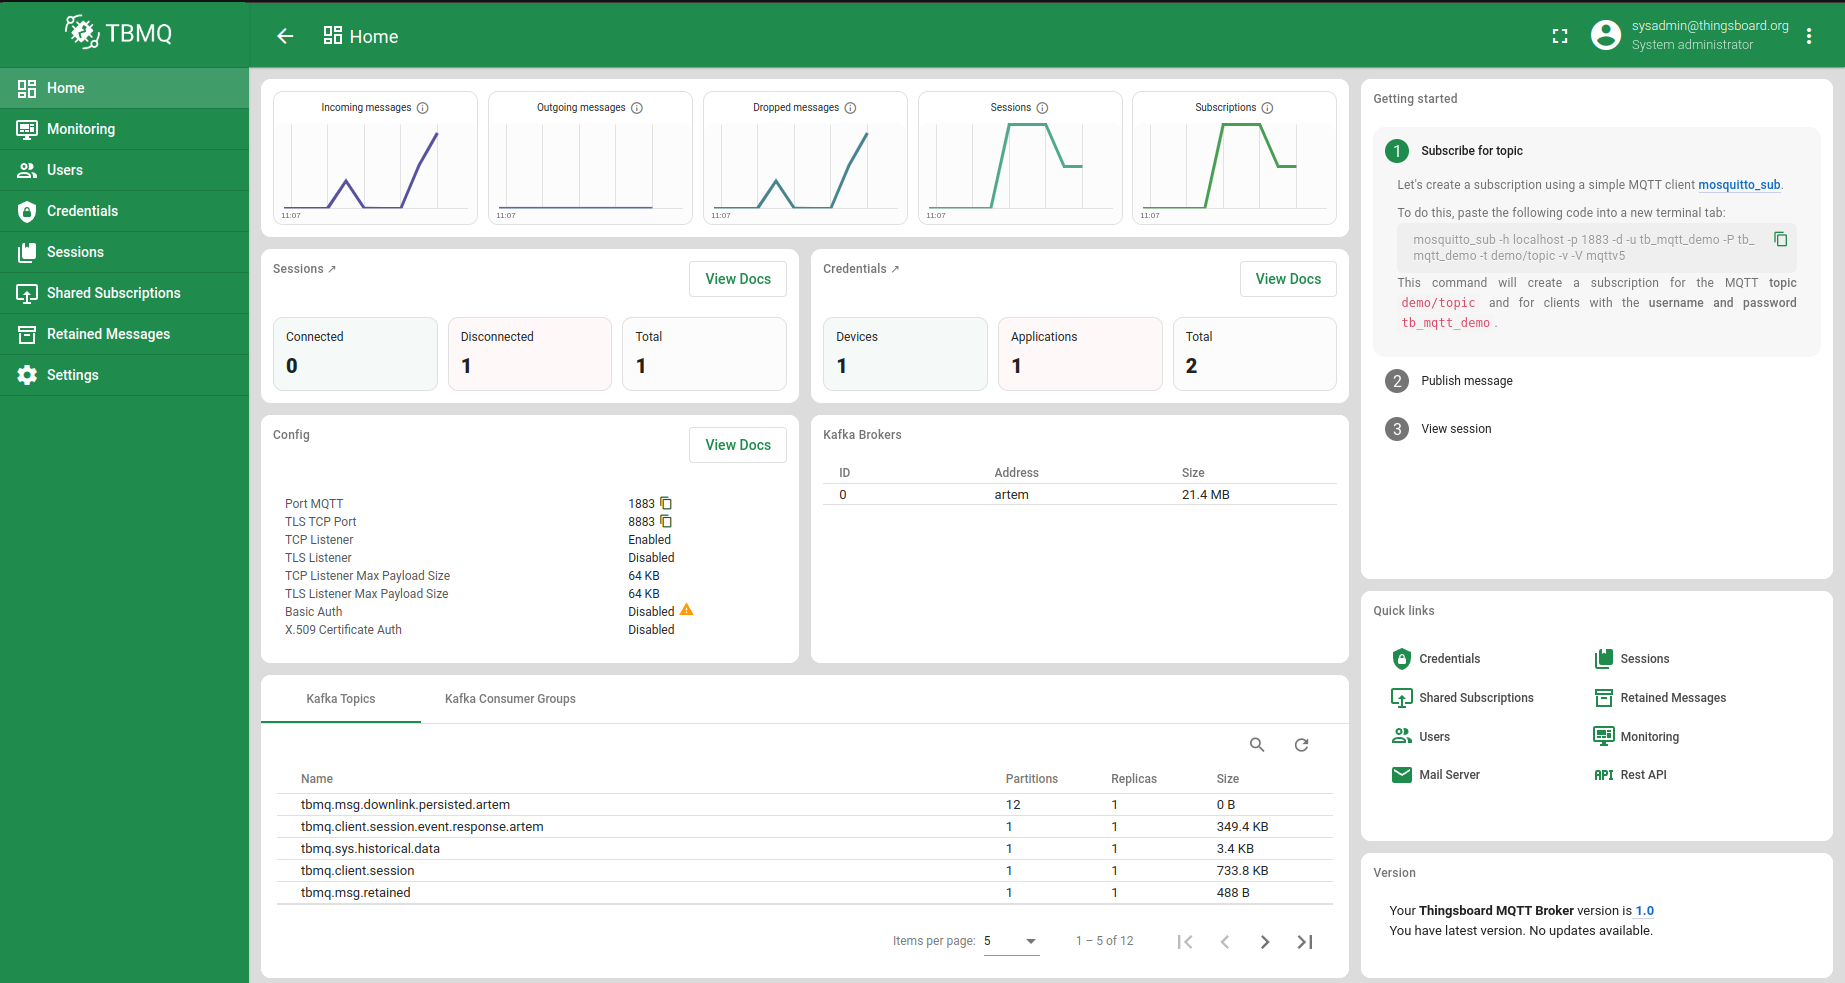 TBMQ
Home
sysadmin@thingsboard.org
System administrator
Home
Monitoring
Users
Credentials
Sessions
Shared Subscriptions
Retained Messages
Settings
Incoming messages
11:07
Outgoing messages
11:07
Dropped messages
11:07
Sessions
11:07
Subscriptions
11:07
Sessions ↗
View Docs
Connected
0
Disconnected
1
Total
1
Credentials ↗
View Docs
Devices
1
Applications
1
Total
2
Config
View Docs
Port MQTT 1883
TLS TCP Port 8883
TCP Listener Enabled
TLS Listener Disabled
TCP Listener Max Payload Size 64 KB
TLS Listener Max Payload Size 64 KB
Basic Auth Disabled
X.509 Certificate Auth Disabled
Kafka Brokers
ID Address Size
0 artem 21.4 MB
Kafka Topics Kafka Consumer Groups
Name Partitions Replicas Size
tbmq.msg.downlink.persisted.artem 12 1 0 B
tbmq.client.session.event.response.artem 1 1 349.4 KB
tbmq.sys.historical.data 1 1 3.4 KB
tbmq.client.session 1 1 733.8 KB
tbmq.msg.retained 1 1 488 B
Items per page: 5 1 – 5 of 12
Getting started
1 Subscribe for topic
Let's create a subscription using a simple MQTT client mosquitto_sub.
To do this, paste the following code into a new terminal tab:
mosquitto_sub -h localhost -p 1883 -d -u tb_mqtt_demo -P tb_
mqtt_demo -t demo/topic -v -V mqttv5
This command will create a subscription for the MQTT topic
demo/topic and for clients with the username and password
tb_mqtt_demo .
2 Publish message
3 View session
Quick links
Credentials Sessions
Shared Subscriptions Retained Messages
Users Monitoring
Mail Server API Rest API
Version
Your Thingsboard MQTT Broker version is 1.0
You have latest version. No updates available.